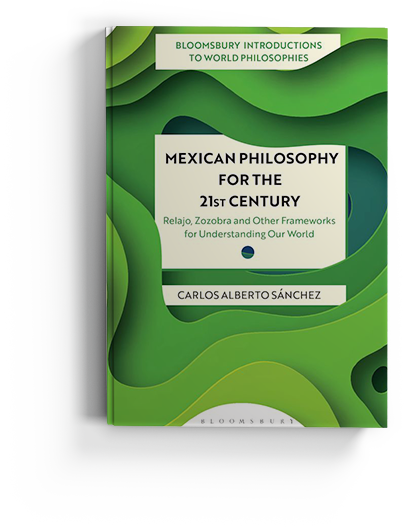 BLOOMSBURY INTRODUCTIONS
TO WORLD PHILOSOPHIES
MEXICAN PHILOSOPHY
FOR THE
21ST CENTURY
Relajo, Zozobra and Other Frameworks
for Understanding Our World
CARLOS ALBERTO SÁNCHEZ
BLOOMSBURY